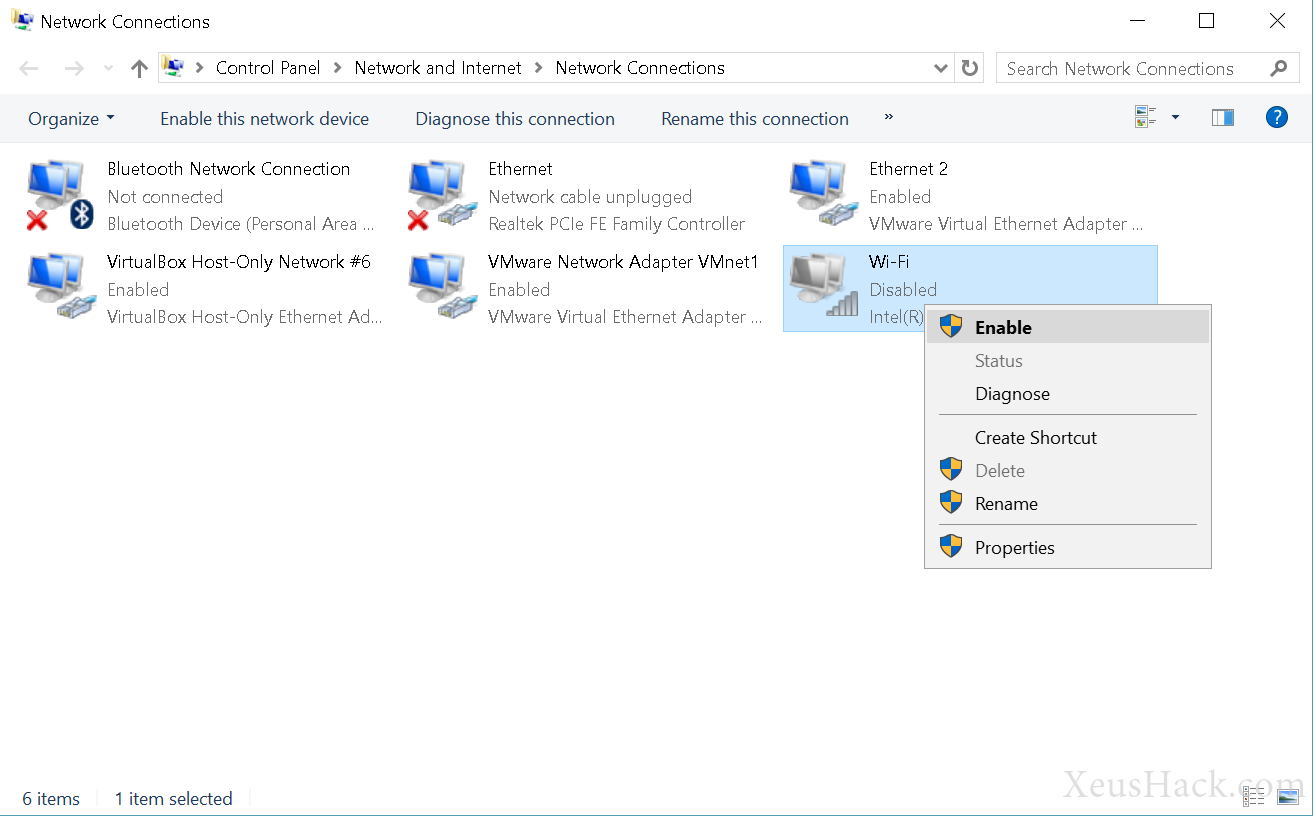 Network Connections
Control Panel > Network and Internet > Network Connections
Search Network Connections
Organize Enable this network device Diagnose this connection Rename this connection »
Bluetooth Network Connection
Not connected
Bluetooth Device (Personal Area ...
Ethernet
Network cable unplugged
Realtek PCIe FE Family Controller
Ethernet 2
Enabled
VMware Virtual Ethernet Adapter ...
VirtualBox Host-Only Network #6
Enabled
VirtualBox Host-Only Ethernet Ad...
VMware Network Adapter VMnet1
Enabled
VMware Virtual Ethernet Adapter ...
Wi-Fi
Disabled
Intel(R)
Enable
Status
Diagnose
Create Shortcut
Delete
Rename
Properties
6 items 1 item selected
XeusHack.com